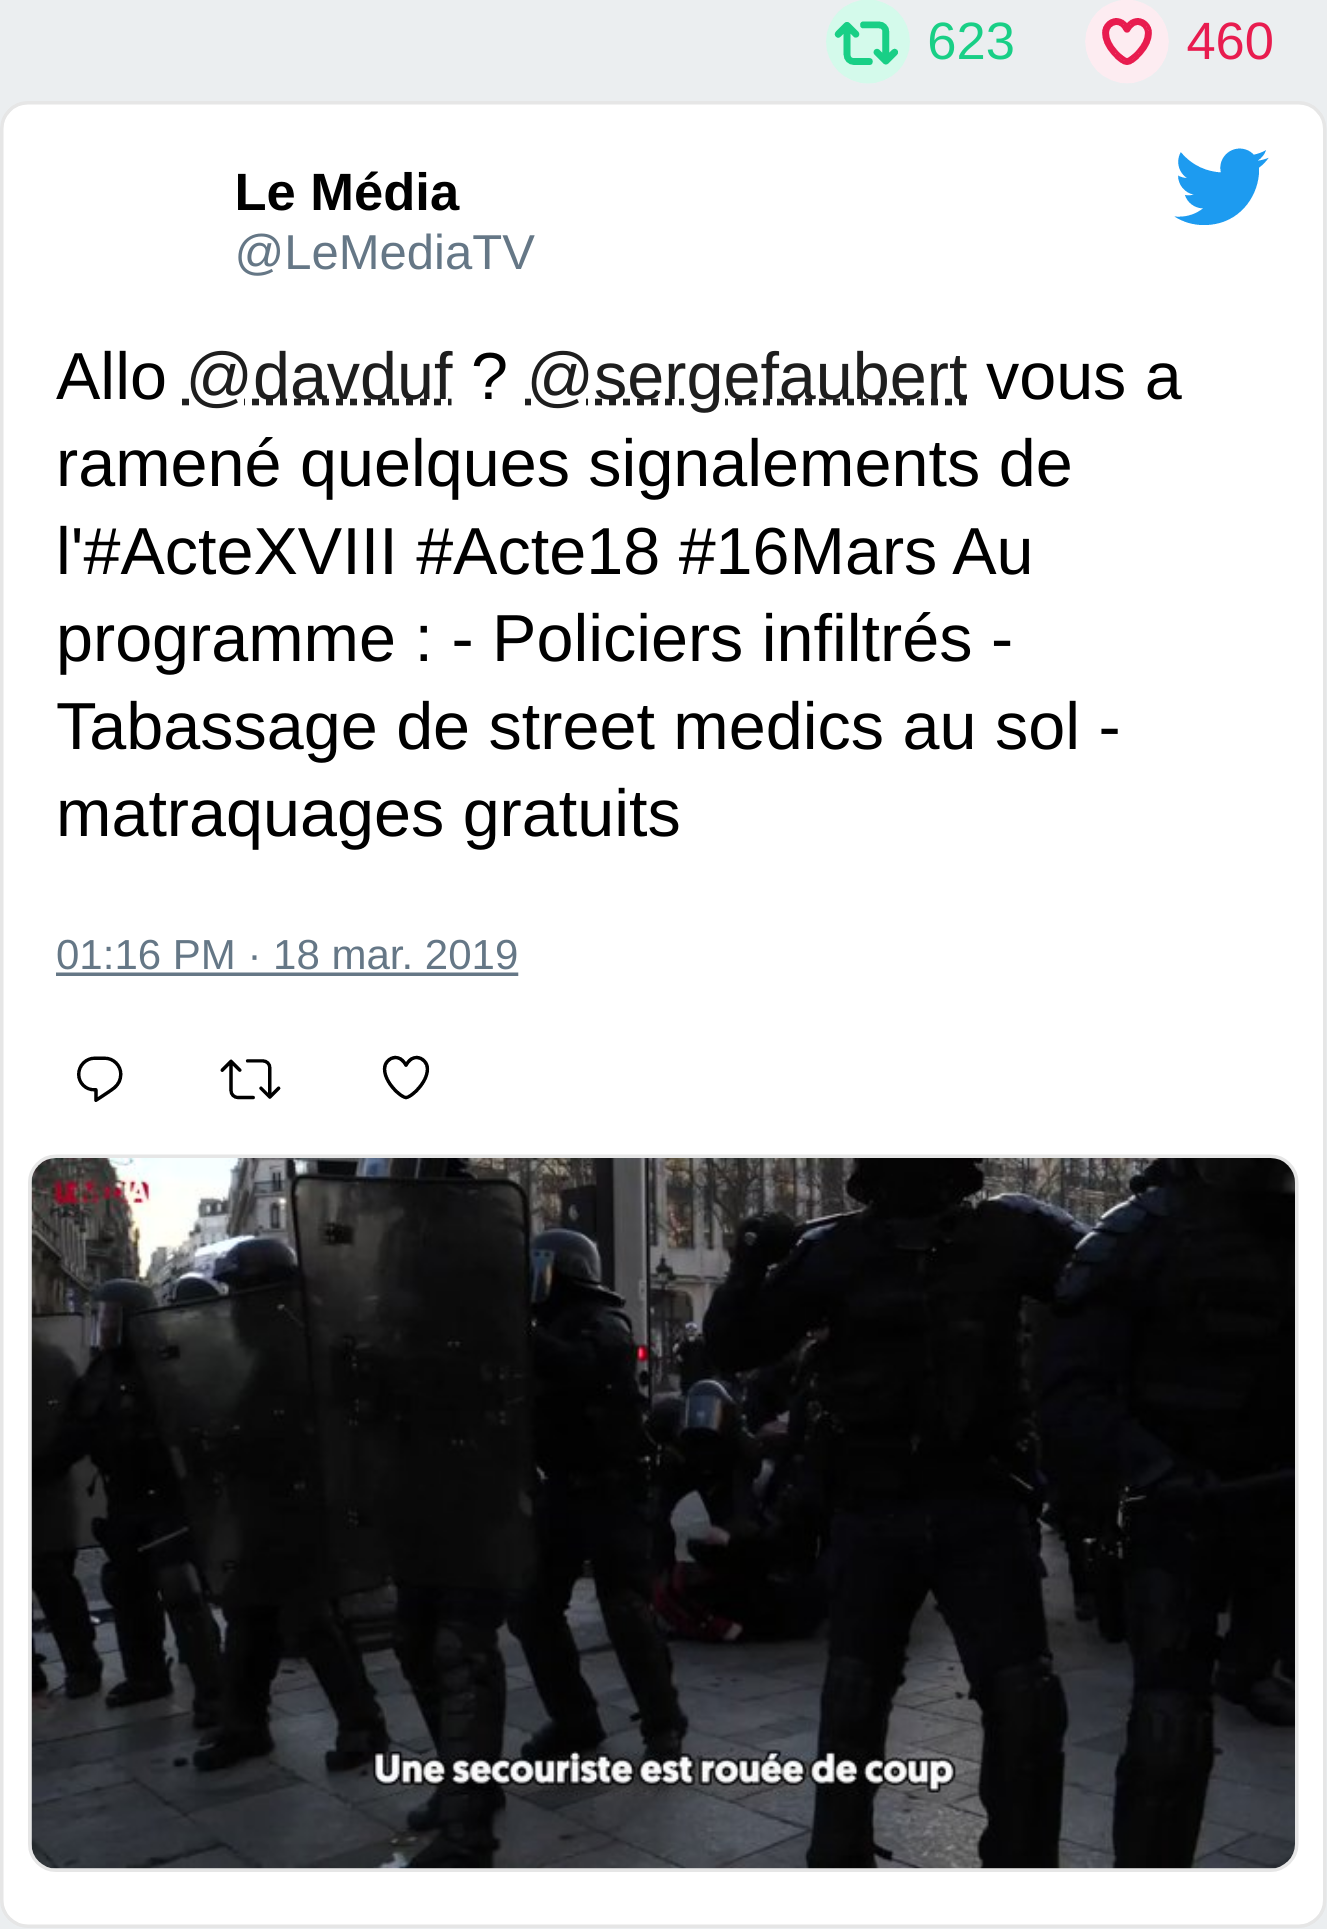 623 460
Le Média
@LeMediaTV
Allo @davduf ? @sergefaubert vous a
ramené quelques signalements de
l'#ActeXVIII #Acte18 #16Mars Au
programme : - Policiers infiltrés -
Tabassage de street medics au sol -
matraquages gratuits
01:16 PM · 18 mar. 2019
Une secouriste est rouée de coup